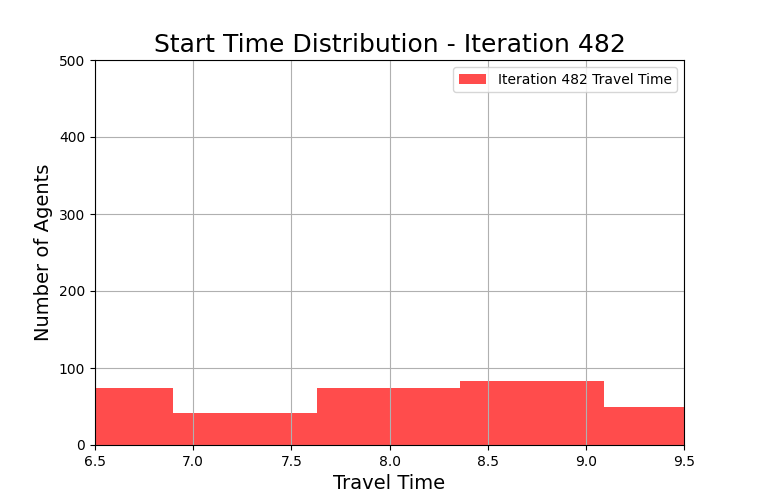 Start Time Distribution - Iteration 482
Iteration 482 Travel Time
Number of Agents
500
400
300
200
100
0
6.5 7.0 7.5 8.0 8.5 9.0 9.5
Travel Time